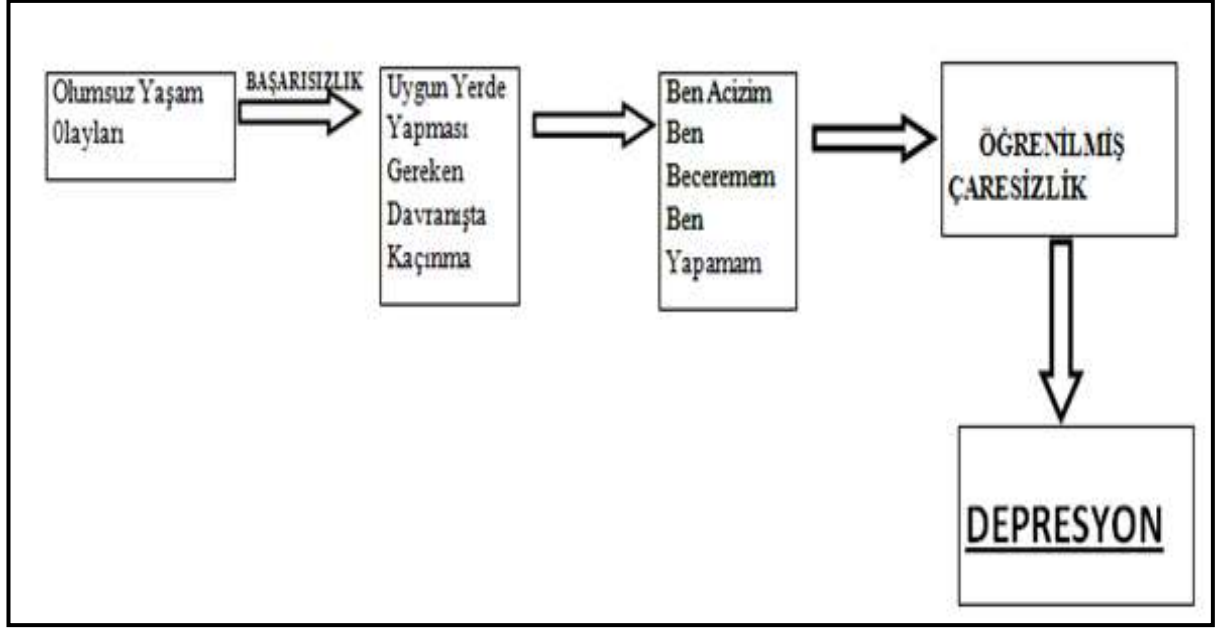 Olumsuz Yaşam
Olayları
BAŞARISIZLIK
Uygun Yerde
Yapması
Gereken
Davranışta
Kaçınma
Ben Acizim
Ben
Beceremem
Ben
Yapamam
ÖĞRENİLMİŞ
ÇARESİZLİK
DEPRESYON